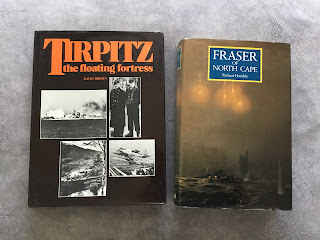 TIRPITZ
the floating fortress
DAVID BROWN
FRASER
OF
NORTH CAPE
Richard Humble